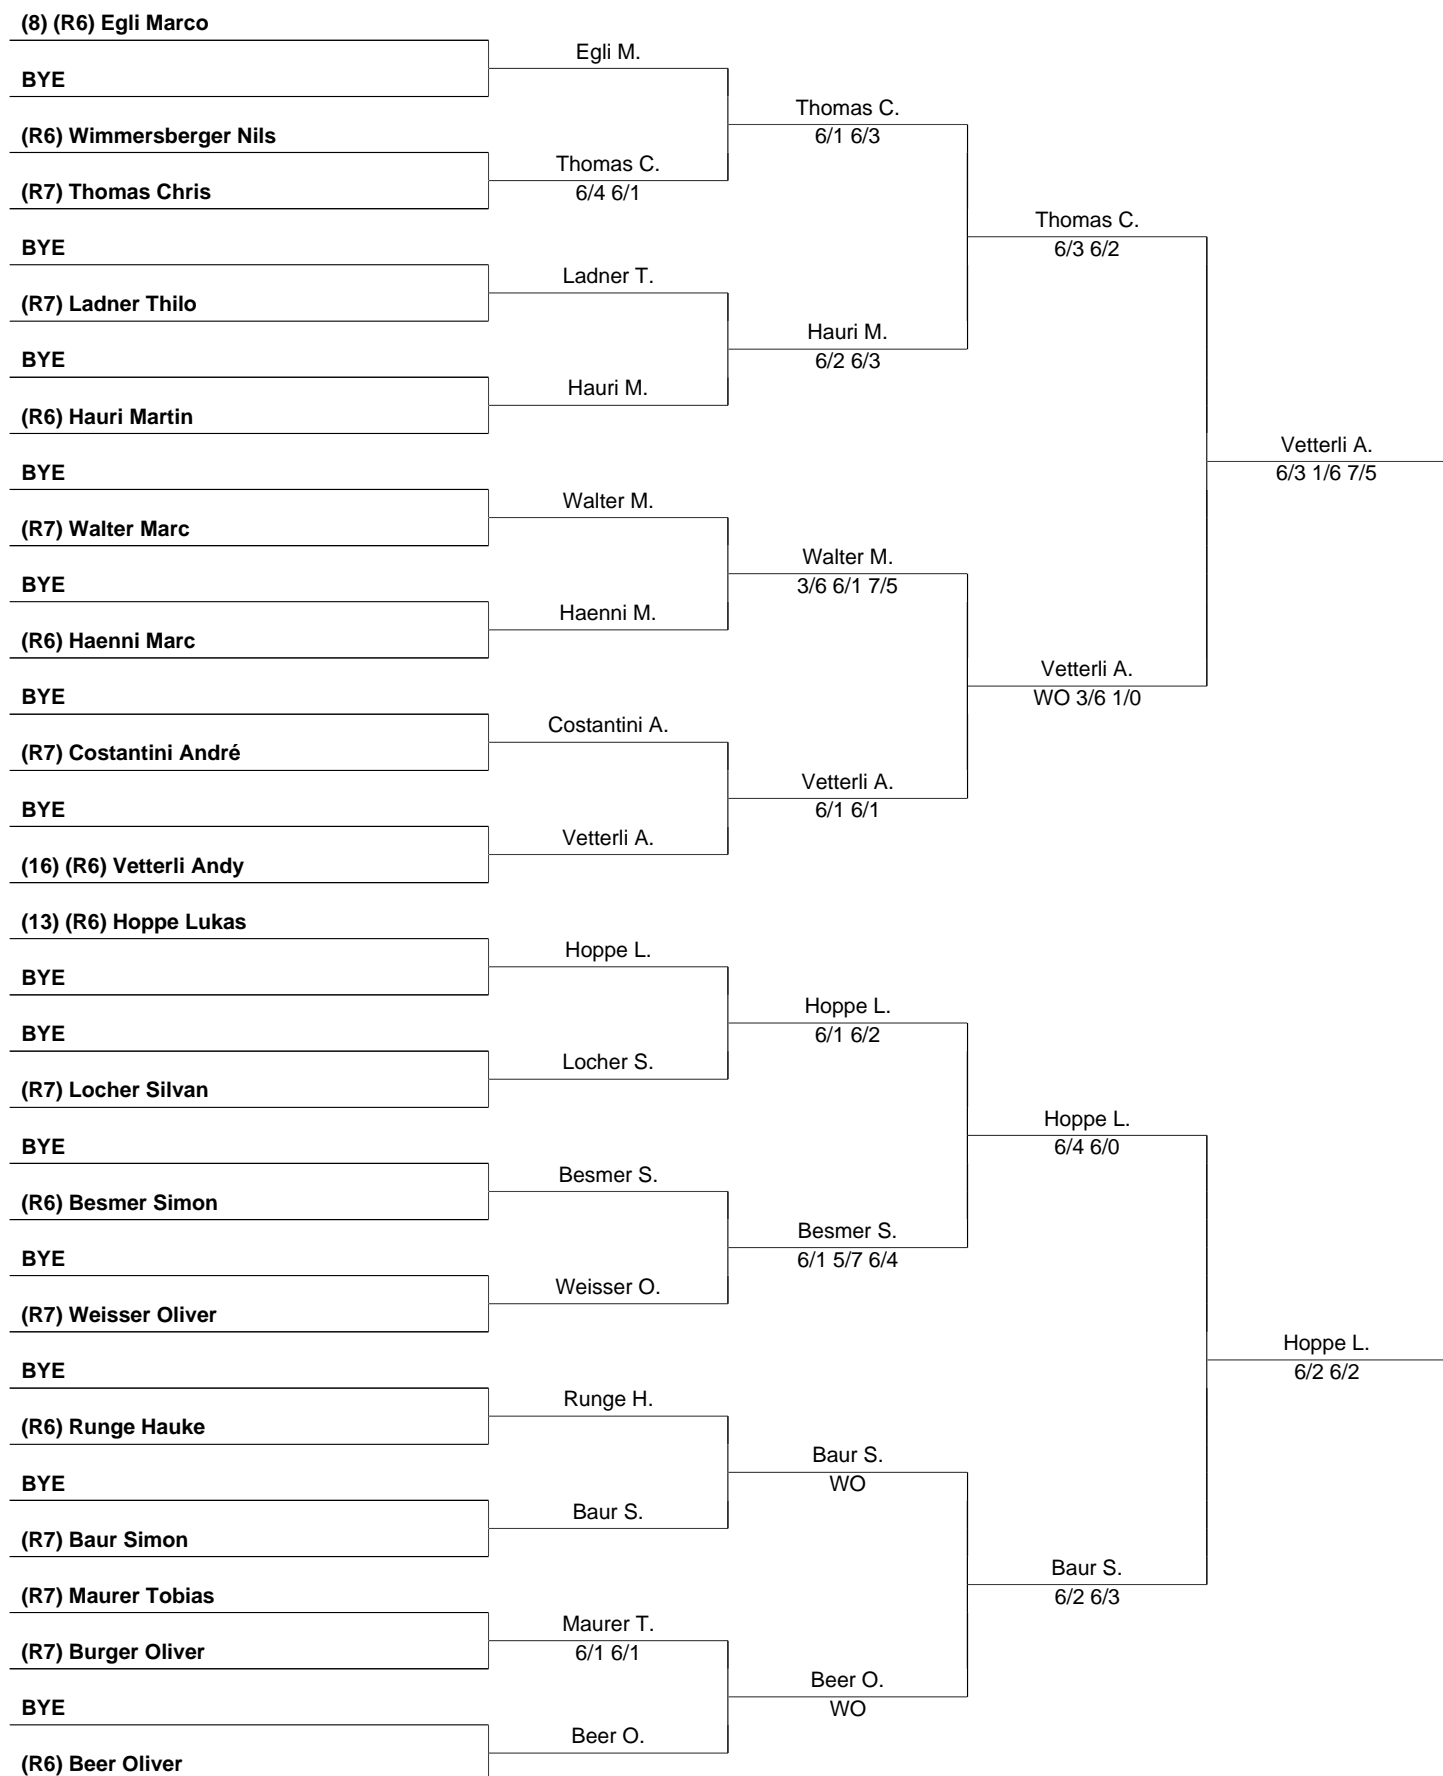 (8) (R6) Egli Marco
Egli M.
BYE
Thomas C.
6/1 6/3
(R6) Wimmersberger Nils
Thomas C.
6/4 6/1
(R7) Thomas Chris
Thomas C.
6/3 6/2
BYE
Ladner T.
(R7) Ladner Thilo
Hauri M.
6/2 6/3
BYE
Hauri M.
(R6) Hauri Martin
Vetterli A.
6/3 1/6 7/5
BYE
Walter M.
(R7) Walter Marc
Walter M.
3/6 6/1 7/5
BYE
Haenni M.
(R6) Haenni Marc
Vetterli A.
WO 3/6 1/0
BYE
Costantini A.
(R7) Costantini André
Vetterli A.
6/1 6/1
BYE
Vetterli A.
(16) (R6) Vetterli Andy
(13) (R6) Hoppe Lukas
Hoppe L.
BYE
Hoppe L.
6/1 6/2
BYE
Locher S.
(R7) Locher Silvan
Hoppe L.
6/4 6/0
BYE
Besmer S.
(R6) Besmer Simon
Besmer S.
6/1 5/7 6/4
BYE
Weisser O.
(R7) Weisser Oliver
Hoppe L.
6/2 6/2
BYE
Runge H.
(R6) Runge Hauke
Baur S.
WO
BYE
Baur S.
(R7) Baur Simon
Baur S.
6/2 6/3
(R7) Maurer Tobias
Maurer T.
6/1 6/1
(R7) Burger Oliver
Beer O.
WO
BYE
Beer O.
(R6) Beer Oliver